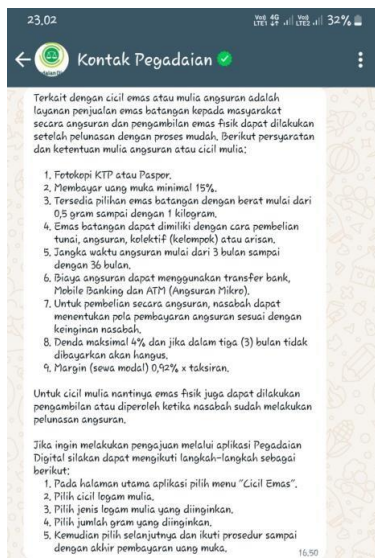 23.02
Vo)) 4G
LTE1
Vo))
LTE2
32%
Kontak Pegadaian
Terkait dengan cicil emas atau mulia angsuran adalah
layanan penjualan emas batangan kepada masyarakat
secara angsuran dan pengambilan emas fisik dapat dilakukan
setelah pelunasan dengan proses mudah. Berikut persyaratan
dan ketentuan mulia angsuran atau cicil mulia:
1. Fotokopi KTP atau Paspor.
2. Membayar uang muka minimal 15%.
3. Tersedia pilihan emas batangan dengan berat mulai dari
0,5 gram sampai dengan 1 kilogram.
4. Emas batangan dapat dimiliki dengan cara pembelian
tunai, angsuran, kolektif (kelompok) atau arisan.
5. Jangka waktu angsuran mulai dari 3 bulan sampai
dengan 36 bulan.
6. Biaya angsuran dapat menggunakan transfer bank,
Mobile Banking dan ATM (Angsuran Mikro).
7. Untuk pembelian secara angsuran, nasabah dapat
menentukan pola pembayaran angsuran sesuai dengan
keinginan nasabah.
8. Denda maksimal 4% dan jika dalam tiga (3) bulan tidak
dibayarkan akan hangus.
9. Margin (sewa modal) 0,92% x taksiran.
Untuk cicil mulia nantinya emas fisik juga dapat dilakukan
pengambilan atau diperoleh ketika nasabah sudah melakukan
pelunasan angsuran.
Jika ingin melakukan pengajuan melalui aplikasi Pegadaian
Digital silakan dapat mengikuti langkah-langkah sebagai
berikut:
1. Pada halaman utama aplikasi pilih menu "Cicil Emas".
2. Pilih cicil logam mulia.
3. Pilih jenis logam mulia yang diinginkan.
4. Pilih jumlah gram yang diinginkan.
5. Kemudian pilih selanjutnya dan ikuti prosedur sampai
dengan akhir pembayaran uang muka.
16.50